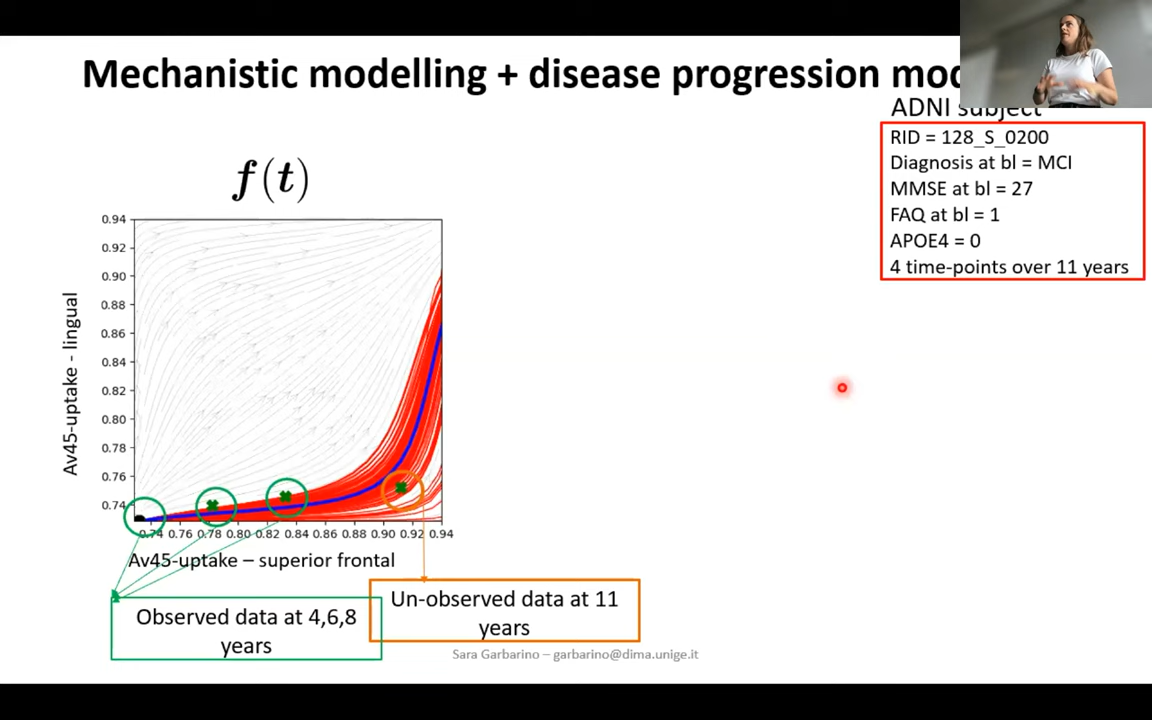 Mechanistic modelling + disease progression mo
ADNI subject
RID = 128_S_0200
Diagnosis at bl = MCI
MMSE at bl = 27
FAQ at bl = 1
APOE4 = 0
4 time-points over 11 years
f(t)
0.94
0.92
0.90
0.88
0.86
0.84
0.82
0.80
0.78
0.76
0.74
Av45-uptake - lingual
0.74 0.76 0.78 0.80 0.82 0.84 0.86 0.88 0.90 0.92 0.94
Av45-uptake – superior frontal
Observed data at 4,6,8
years
Un-observed data at 11
years
Sara Garbarino – garbarino@dima.unige.it